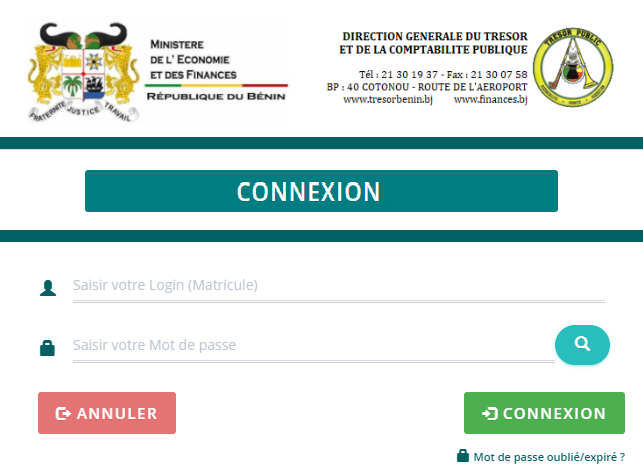 MINISTERE
DE L' ECONOMIE
ET DES FINANCES
RÉPUBLIQUE DU BÉNIN
FRATERNITE JUSTICE TRAVAIL
DIRECTION GENERALE DU TRESOR
ET DE LA COMPTABILITE PUBLIQUE
Tél : 21 30 19 37 - Fax : 21 30 07 58
BP : 40 COTONOU - ROUTE DE L'AEROPORT
www.tresorbenin.bj www.finances.bj
TRESOR PUBLIC
CONNEXION
Saisir votre Login (Matricule)
Saisir votre Mot de passe
ANNULER
CONNEXION
Mot de passe oublié/expiré ?